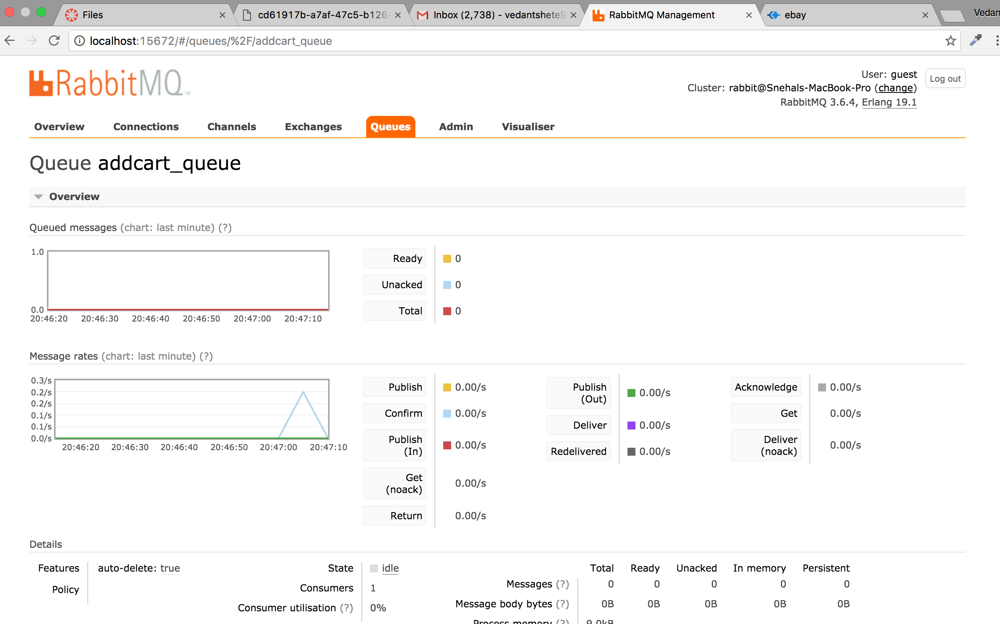 Files
cd61917b-a7af-47c5-b126-
Inbox (2,738) - vedantshete9
RabbitMQ Management
ebay
Vedan
localhost:15672/#/queues/%2F/addcart_queue
RabbitMQ™
User: guest
Log out
Cluster: rabbit@Snehals-MacBook-Pro (change)
RabbitMQ 3.6.4, Erlang 19.1
Overview Connections Channels Exchanges Queues Admin Visualiser
Queue addcart_queue
Overview
Queued messages (chart: last minute) (?)
1.0
0.0
20:46:20 20:46:30 20:46:40 20:46:50 20:47:00 20:47:10
Ready 0
Unacked 0
Total 0
Message rates (chart: last minute) (?)
0.3/s
0.2/s
0.2/s
0.1/s
0.1/s
0.0/s
20:46:20 20:46:30 20:46:40 20:46:50 20:47:00 20:47:10
Publish 0.00/s
Confirm 0.00/s
Publish
(In) 0.00/s
Get
(noack) 0.00/s
Return 0.00/s
Publish
(Out) 0.00/s
Deliver 0.00/s
Redelivered 0.00/s
Acknowledge 0.00/s
Get 0.00/s
Deliver
(noack) 0.00/s
Details
Features auto-delete: true
Policy
State idle
Consumers 1
Consumer utilisation (?) 0%
Total Ready Unacked In memory Persistent
Messages (?) 0 0 0 0 0
Message body bytes (?) 0B 0B 0B 0B 0B
Process memory (?) 9.0kB